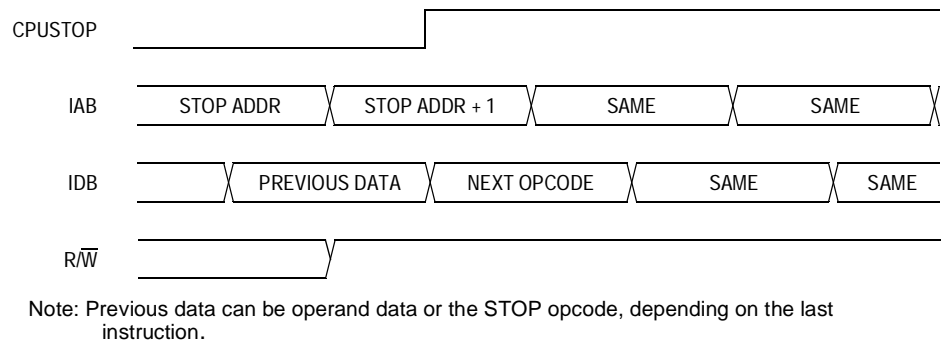 CPUSTOP
IAB STOP ADDR STOP ADDR + 1 SAME SAME
IDB PREVIOUS DATA NEXT OPCODE SAME SAME
R/W̅
Note: Previous data can be operand data or the STOP opcode, depending on the last
instruction.